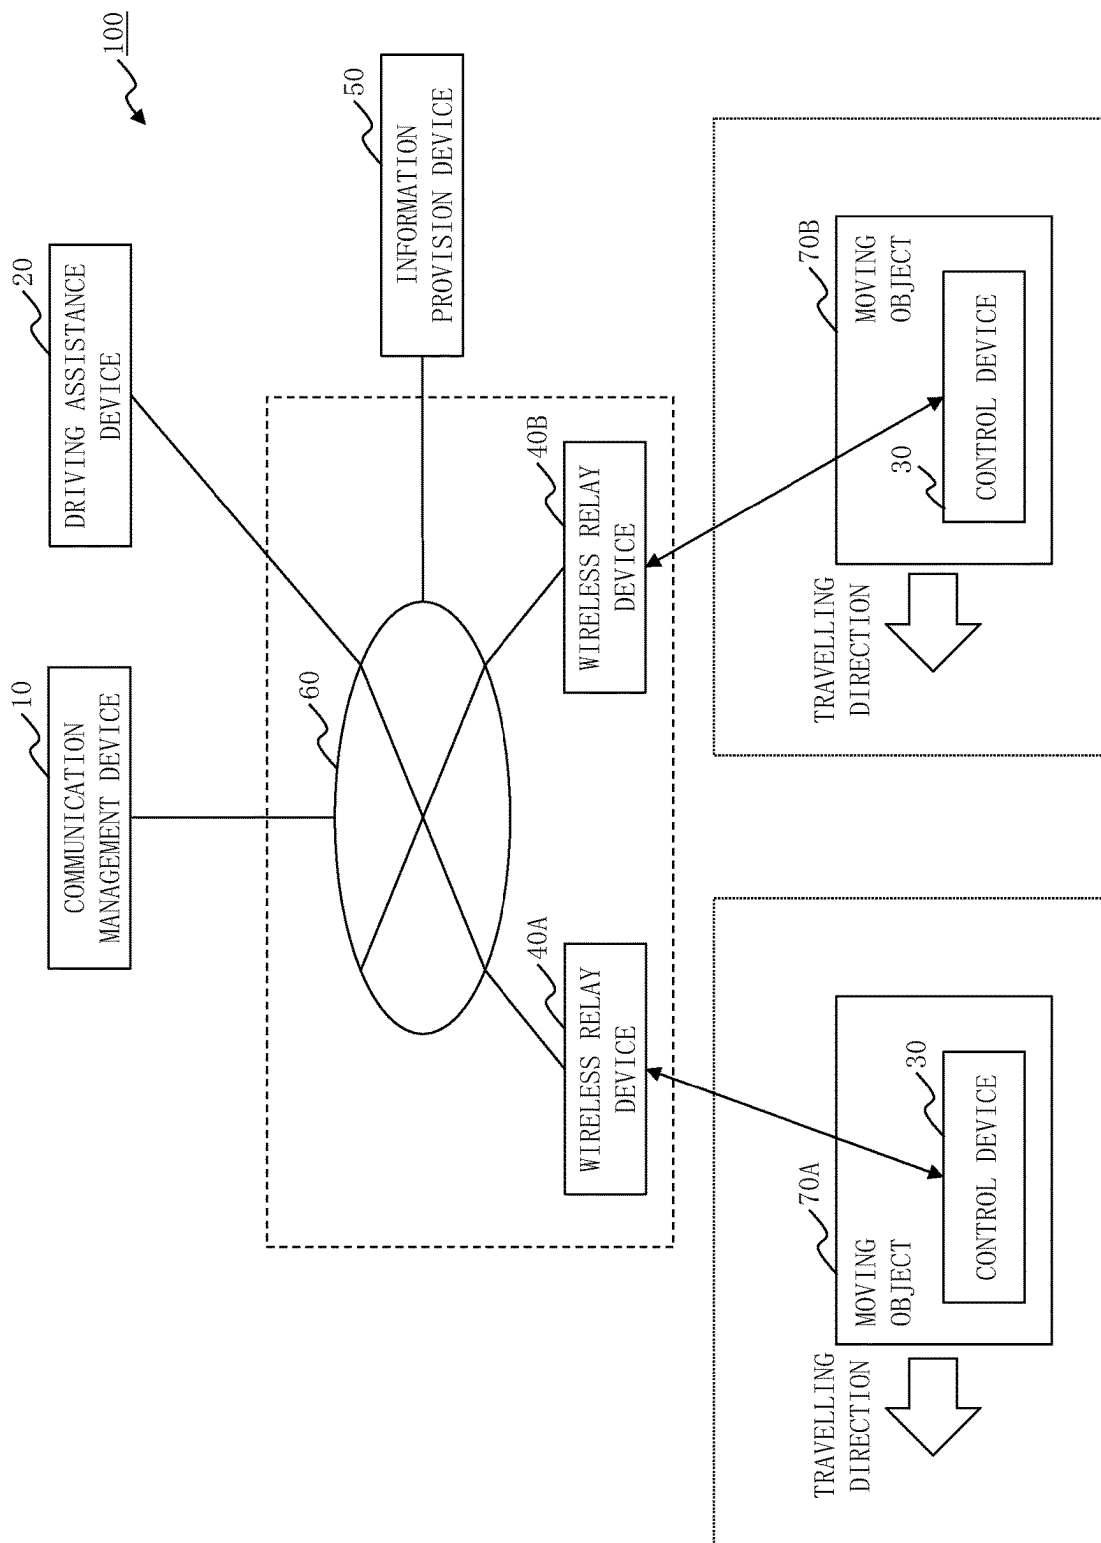 100
10
COMMUNICATION
MANAGEMENT DEVICE
20
DRIVING ASSISTANCE
DEVICE
50
INFORMATION
PROVISION DEVICE
60
40A
WIRELESS RELAY
DEVICE
40B
WIRELESS RELAY
DEVICE
TRAVELLING
DIRECTION
70A
MOVING
OBJECT
30
CONTROL DEVICE
TRAVELLING
DIRECTION
70B
MOVING
OBJECT
30
CONTROL DEVICE